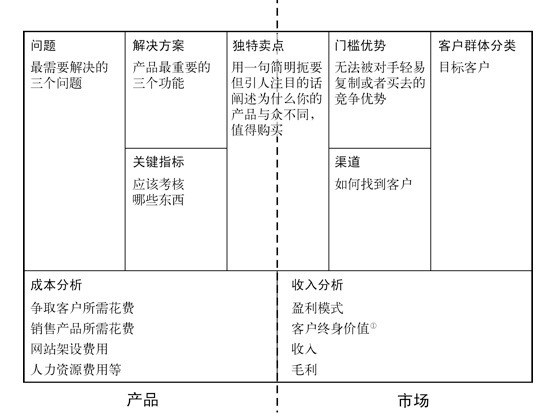 问题
最需要解决的
三个问题
解决方案
产品最重要的
三个功能
关键指标
应该考核
哪些东西
独特卖点
用一句简明扼要
但引人注目的话
阐述为什么你的
产品与众不同，
值得购买
门槛优势
无法被对手轻易
复制或者买去的
竞争优势
渠道
如何找到客户
客户群体分类
目标客户
成本分析
争取客户所需花费
销售产品所需花费
网站架设费用
人力资源费用等
收入分析
盈利模式
客户终身价值①
收入
毛利
产品
市场